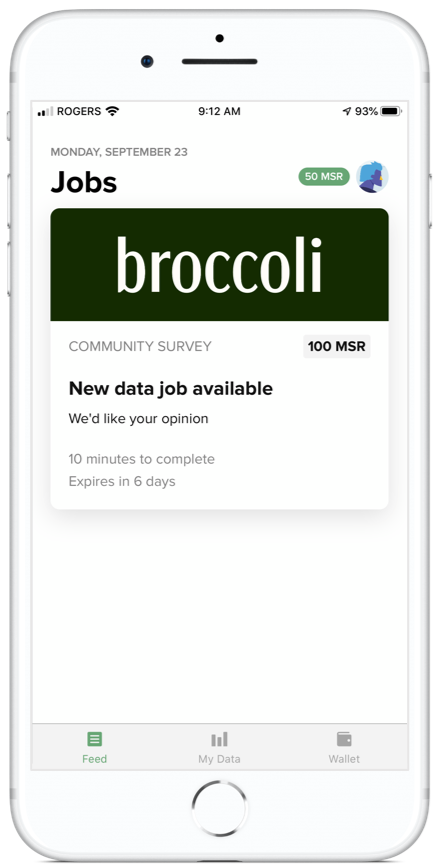 ROGERS 9:12 AM 93%
MONDAY, SEPTEMBER 23
Jobs 50 MSR
broccoli
COMMUNITY SURVEY 100 MSR
New data job available
We'd like your opinion
10 minutes to complete
Expires in 6 days
Feed My Data Wallet